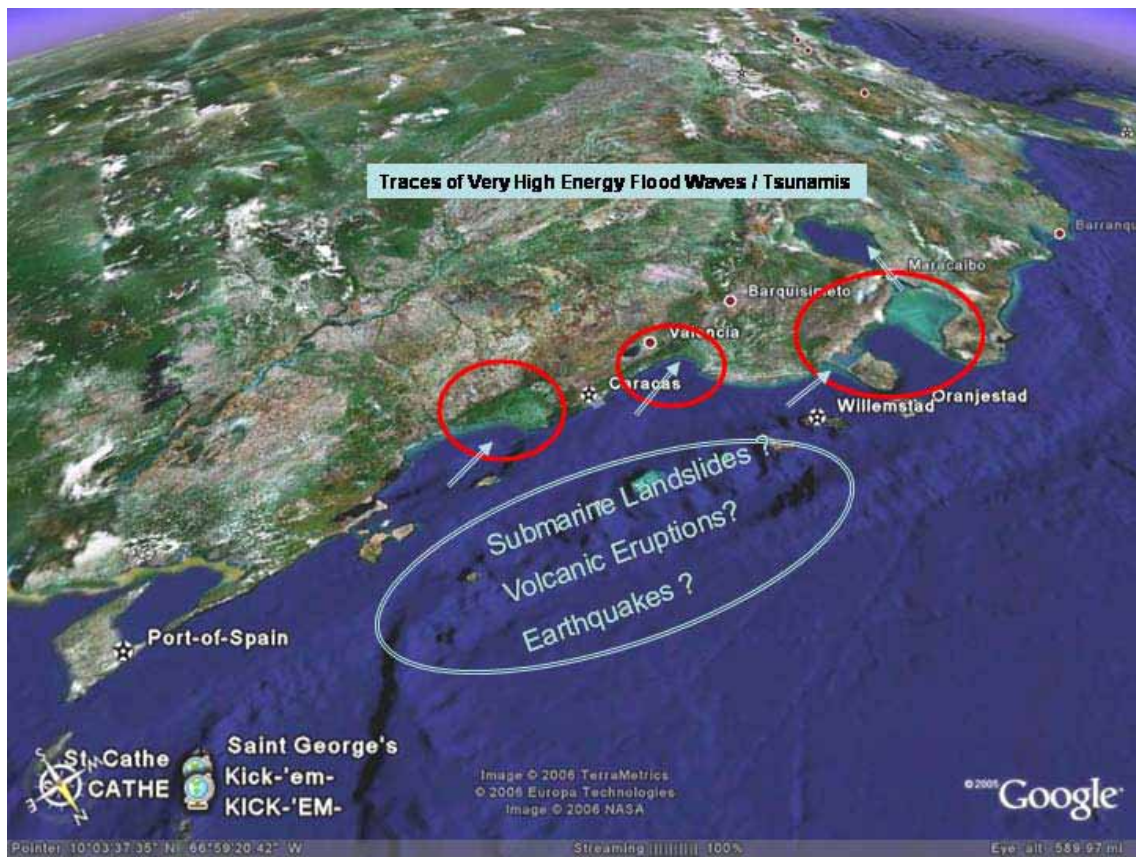 Traces of Very High Energy Flood Waves / Tsunamis
Barranqu
Maracaibo
Barquisimeto
Valencia
Caracas
Oranjestad
Willemstad
Submarine Landslides ?
Volcanic Eruptions?
Earthquakes ?
Port-of-Spain
S
W
E
N
St. Cathe
CATHE
Saint George's
Kick-'em-
KICK-'EM-
Image © 2006 TerraMetrics
© 2006 Europa Technologies
Image © 2006 NASA
© 2005 Google
Pointer 10°03'37.35" N 66°59'20.42" W
Streaming |||||||||| 100%
Eye alt 589.97 mi